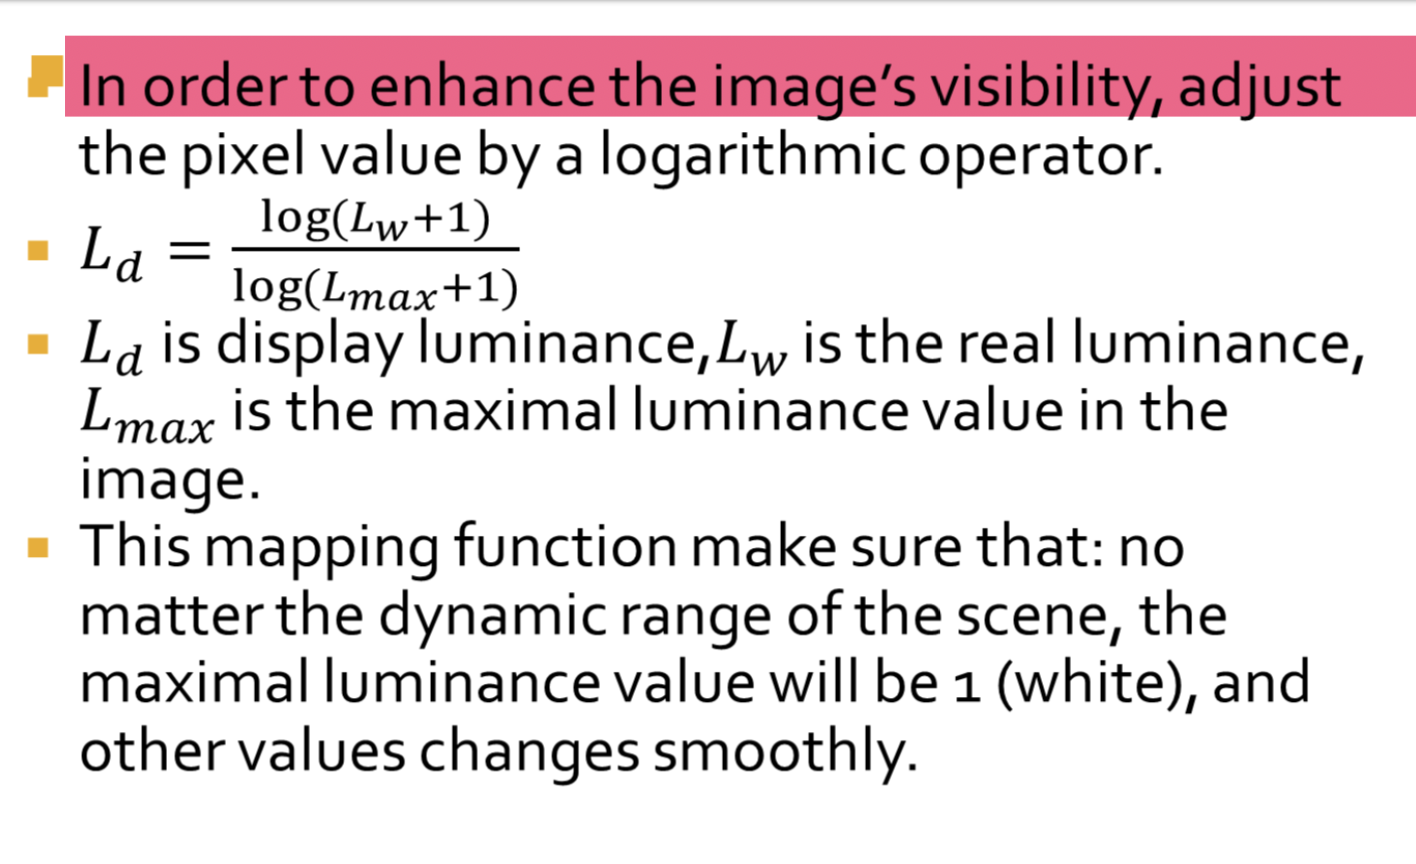 In order to enhance the image's visibility, adjust
the pixel value by a logarithmic operator.
L_d = \frac{log(L_w+1)}{log(L_{max}+1)}
L_d is display luminance,L_w is the real luminance,
L_{max} is the maximal luminance value in the
image.
This mapping function make sure that: no
matter the dynamic range of the scene, the
maximal luminance value will be 1 (white), and
other values changes smoothly.